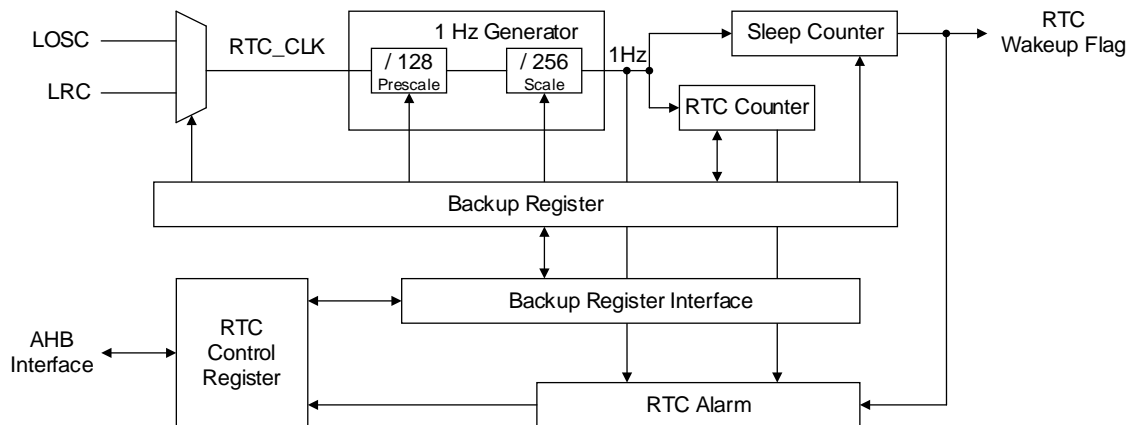 LOSC
LRC
RTC_CLK
1 Hz Generator
/ 128
Prescale
/ 256
Scale
1Hz
Sleep Counter
RTC
Wakeup Flag
RTC Counter
Backup Register
Backup Register Interface
AHB
Interface
RTC
Control
Register
RTC Alarm